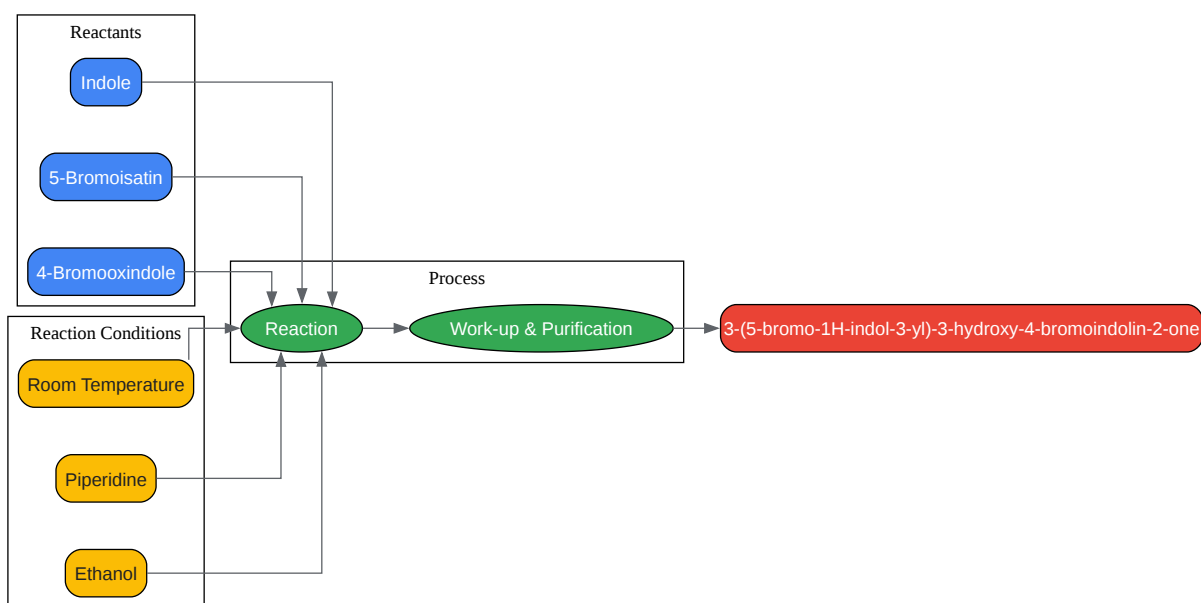 Reactants
Indole
5-Bromoisatin
4-Bromooxindole
Reaction Conditions
Room Temperature
Piperidine
Ethanol
Process
Reaction
Work-up & Purification
3-(5-bromo-1H-indol-3-yl)-3-hydroxy-4-bromoindolin-2-one